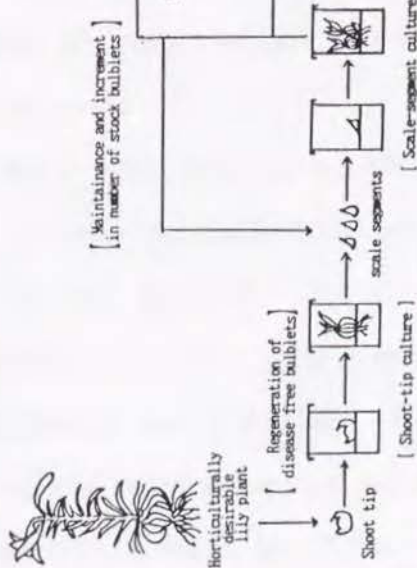 Horticulturally
desirable
lily plant
Shoot tip
[ Shoot-tip culture ]
Regeneration of
disease free bulblets
scale segments
[ Scale-segment culture
Maintainance and increment
in number of stock bulblets